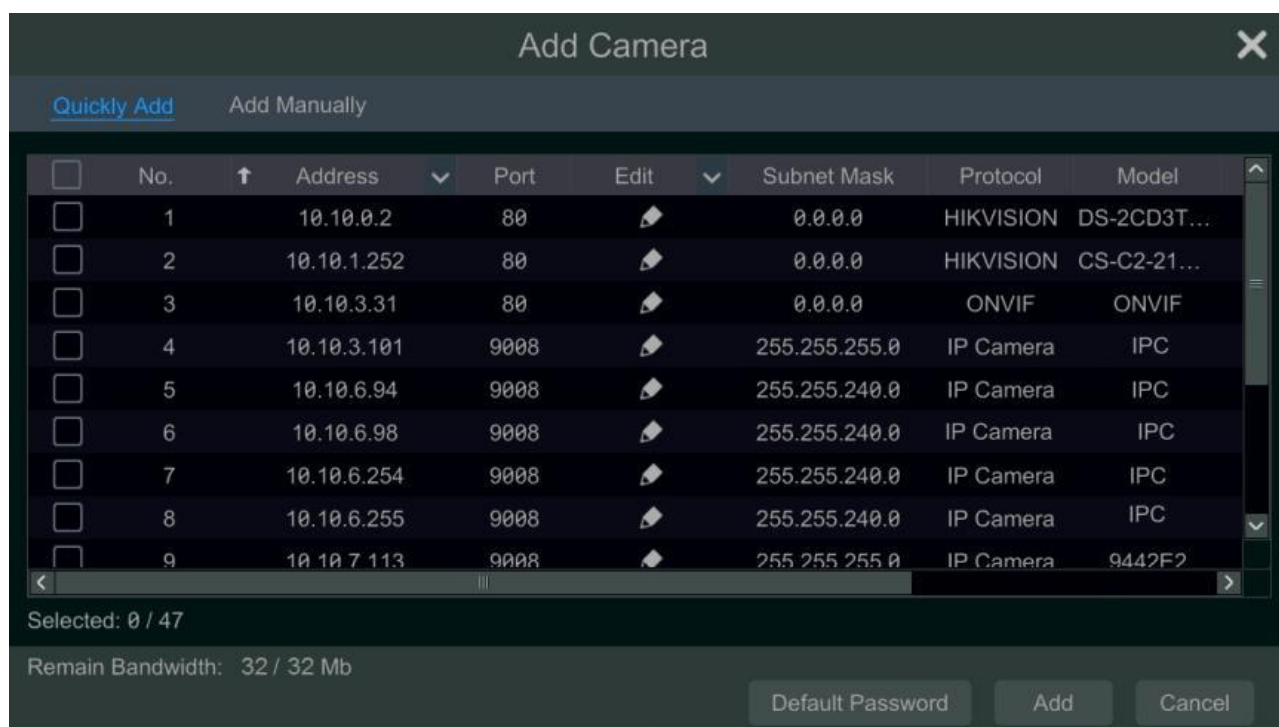 Add Camera
Quickly Add Add Manually
No. Address Port Edit Subnet Mask Protocol Model
1 10.10.0.2 80 0.0.0.0 HIKVISION DS-2CD3T...
2 10.10.1.252 80 0.0.0.0 HIKVISION CS-C2-21...
3 10.10.3.31 80 0.0.0.0 ONVIF ONVIF
4 10.10.3.101 9008 255.255.255.0 IP Camera IPC
5 10.10.6.94 9008 255.255.240.0 IP Camera IPC
6 10.10.6.98 9008 255.255.240.0 IP Camera IPC
7 10.10.6.254 9008 255.255.240.0 IP Camera IPC
8 10.10.6.255 9008 255.255.240.0 IP Camera IPC
9 10.10.7.113 9008 255.255.255.0 IP Camera 9442E2
Selected: 0 / 47
Remain Bandwidth: 32 / 32 Mb
Default Password Add Cancel